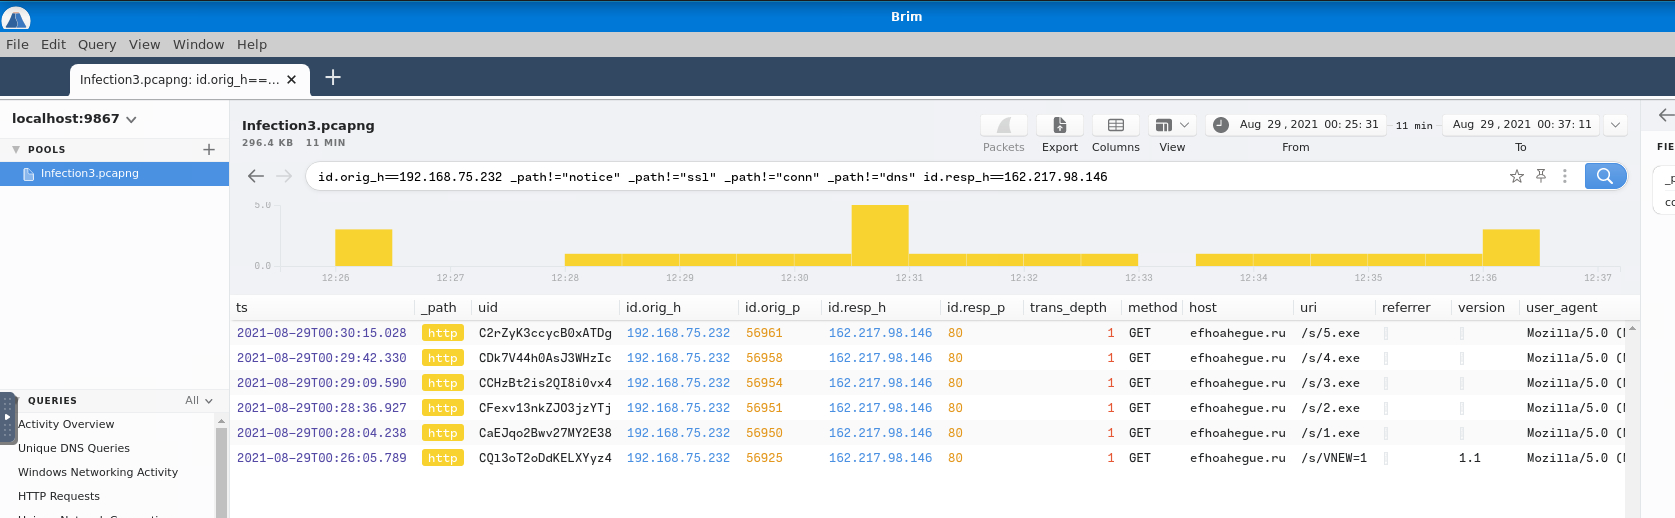 Brim
File Edit Query View Window Help
Infection3.pcapng: id.orig_h==...
localhost:9867
POOLS
Infection3.pcapng
QUERIES
All
Activity Overview
Unique DNS Queries
Windows Networking Activity
HTTP Requests
Infection3.pcapng
296.4 KB 11 MIN
Packets Export Columns View
Aug 29 , 2021 00: 25: 31 11 min Aug 29 , 2021 00: 37: 11
From To
id.orig_h==192.168.75.232 _path!="notice" _path!="ssl" _path!="conn" _path!="dns" id.resp_h==162.217.98.146
5.0
0.0
12:26 12:27 12:28 12:29 12:30 12:31 12:32 12:33 12:34 12:35 12:36 12:37
ts _path uid id.orig_h id.orig_p id.resp_h id.resp_p trans_depth method host uri referrer version user_agent
2021-08-29T00:30:15.028 http C2rZyK3ccycB0xATDg 192.168.75.232 56961 162.217.98.146 80 1 GET efhoahegue.ru /s/5.exe Mozilla/5.0
2021-08-29T00:29:42.330 http CDk7V44h0AsJ3WHzIc 192.168.75.232 56958 162.217.98.146 80 1 GET efhoahegue.ru /s/4.exe Mozilla/5.0
2021-08-29T00:29:09.590 http CCHzBt2is2QI8i0vx4 192.168.75.232 56954 162.217.98.146 80 1 GET efhoahegue.ru /s/3.exe Mozilla/5.0
2021-08-29T00:28:36.927 http CFexv13nkZJO3jzYTj 192.168.75.232 56951 162.217.98.146 80 1 GET efhoahegue.ru /s/2.exe Mozilla/5.0
2021-08-29T00:28:04.238 http CaEJqo2Bwv27MY2E38 192.168.75.232 56950 162.217.98.146 80 1 GET efhoahegue.ru /s/1.exe Mozilla/5.0
2021-08-29T00:26:05.789 http CQl3oT2oDdKELXYyz4 192.168.75.232 56925 162.217.98.146 80 1 GET efhoahegue.ru /s/VNEW=1 1.1 Mozilla/5.0